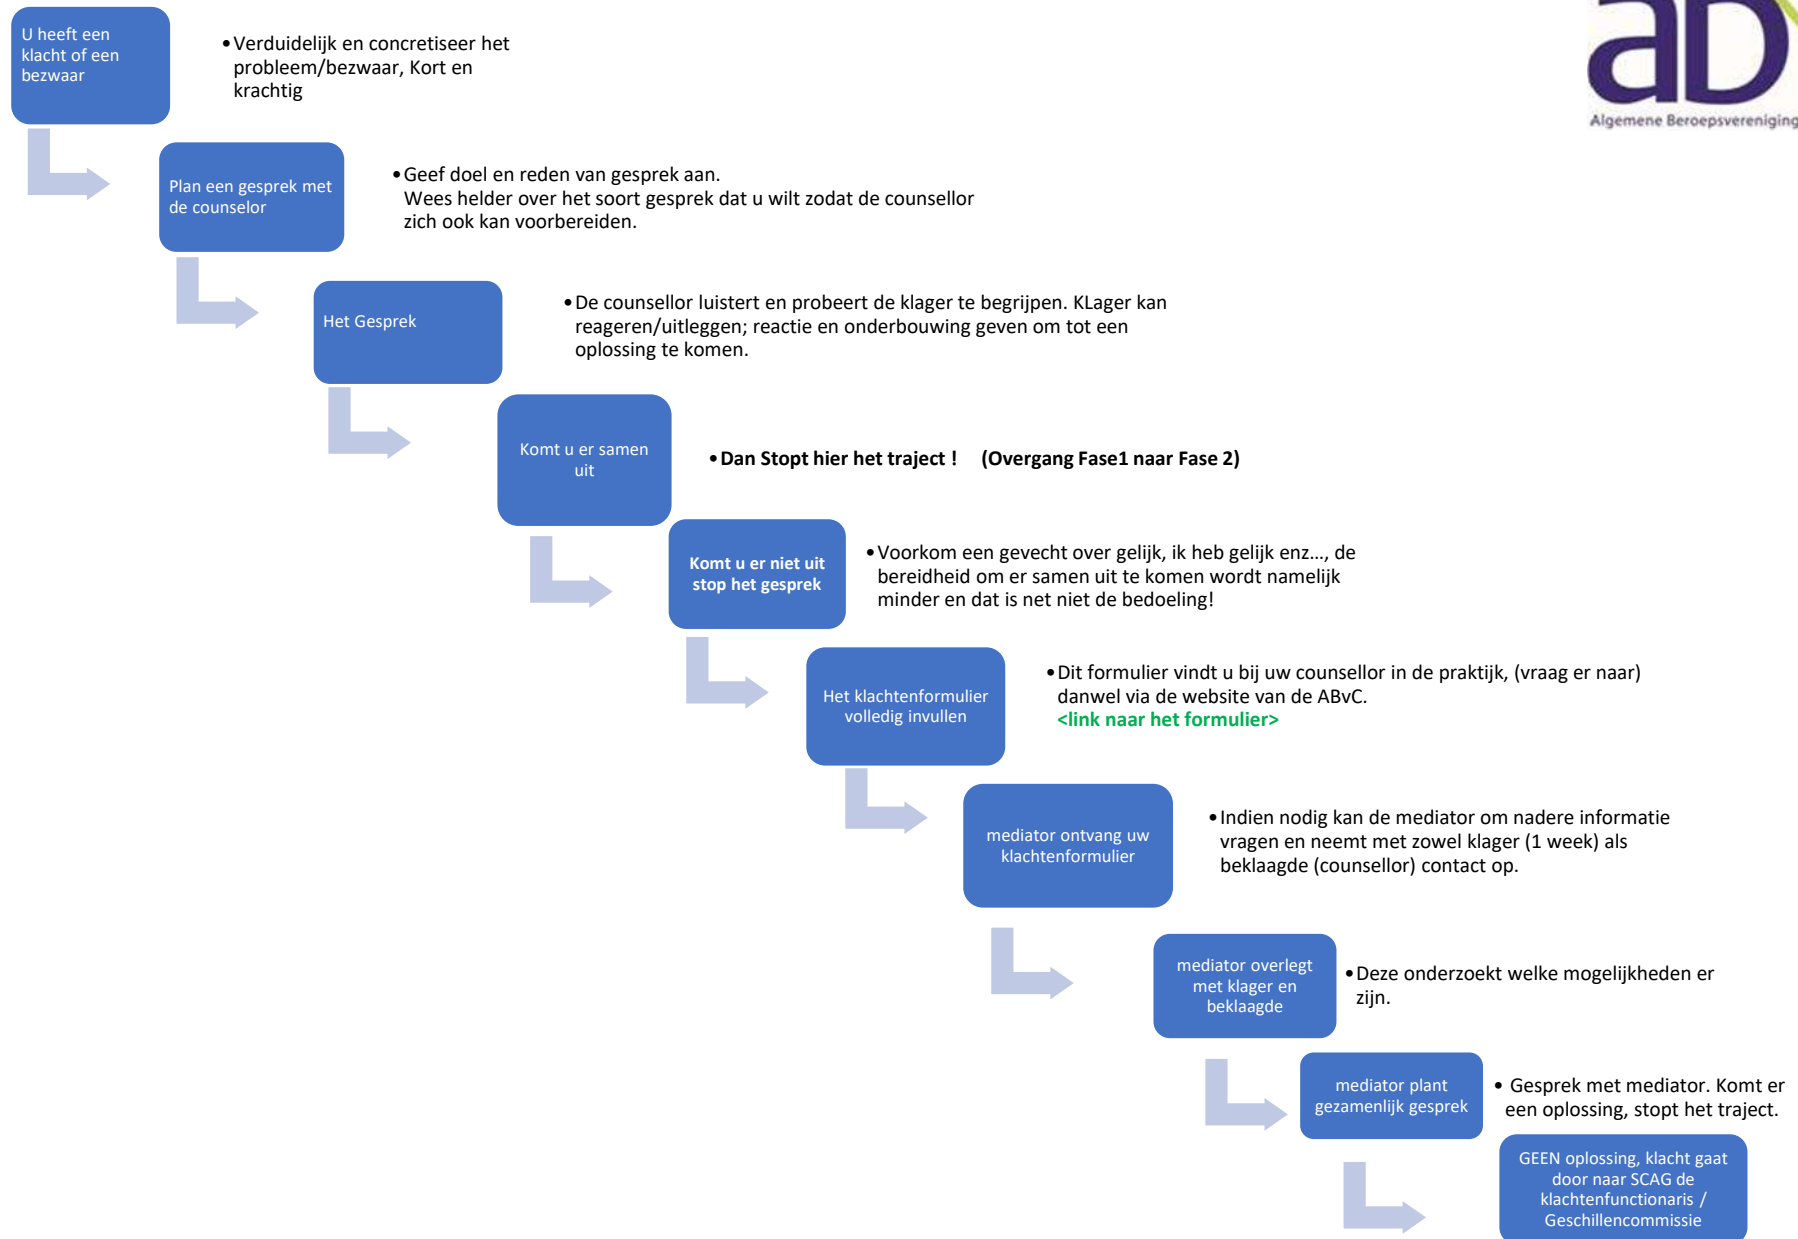 U heeft een
klacht of een
bezwaar
•Verduidelijk en concretiseer het
probleem/bezwaar, Kort en
krachtig
ab
Algemene Beroepsvereniging
Plan een gesprek met
de counselor
•Geef doel en reden van gesprek aan.
Wees helder over het soort gesprek dat u wilt zodat de counsellor
zich ook kan voorbereiden.
Het Gesprek
•De counsellor luistert en probeert de klager te begrijpen. KLager kan
reageren/uitleggen; reactie en onderbouwing geven om tot een
oplossing te komen.
Komt u er samen
uit
•Dan Stopt hier het traject ! (Overgang Fase1 naar Fase 2)
Komt u er niet uit
stop het gesprek
•Voorkom een gevecht over gelijk, ik heb gelijk enz…, de
bereidheid om er samen uit te komen wordt namelijk
minder en dat is net niet de bedoeling!
Het klachtenformulier
volledig invullen
•Dit formulier vindt u bij uw counsellor in de praktijk, (vraag er naar)
danwel via de website van de ABvC.
<link naar het formulier>
mediator ontvang uw
klachtenformulier
•Indien nodig kan de mediator om nadere informatie
vragen en neemt met zowel klager (1 week) als
beklaagde (counsellor) contact op.
mediator overlegt
met klager en
beklaagde
•Deze onderzoekt welke mogelijkheden er
zijn.
mediator plant
gezamenlijk gesprek
• Gesprek met mediator. Komt er
een oplossing, stopt het traject.
GEEN oplossing, klacht gaat
door naar SCAG de
klachtenfunctionaris /
Geschillencommissie